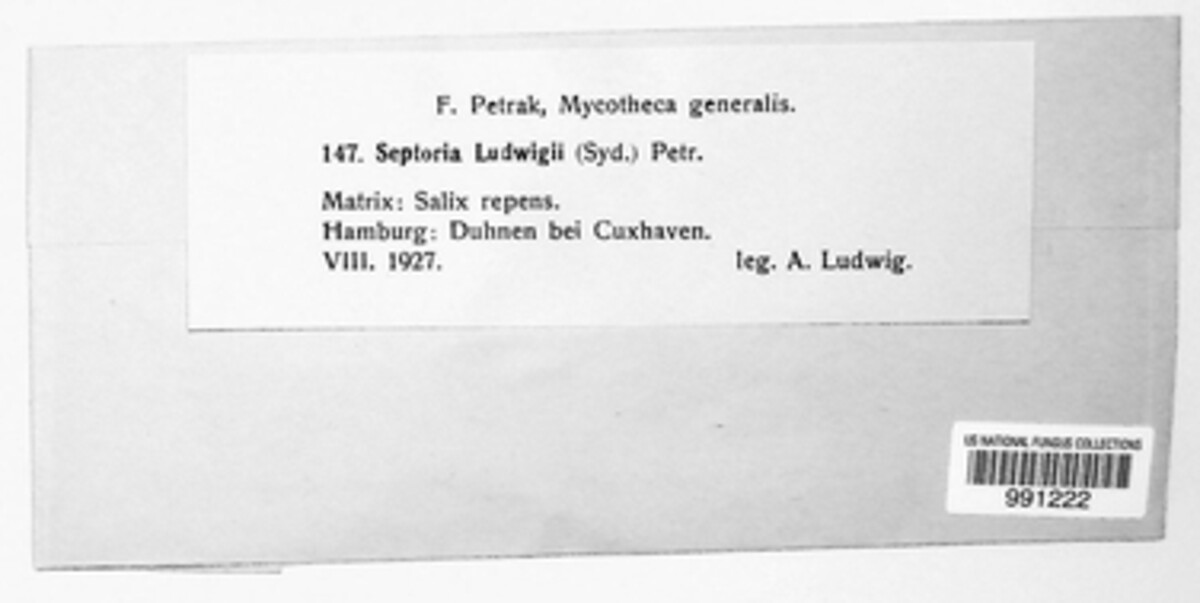 F. Petrak, Mycotheca generalis.
147. Septoria Ludwigii (Syd.) Petr.
Matrix: Salix repens.
Hamburg: Duhnen bei Cuxhaven.
VIII. 1927. leg. A. Ludwig.
US NATIONAL FUNGUS COLLECTIONS
991222